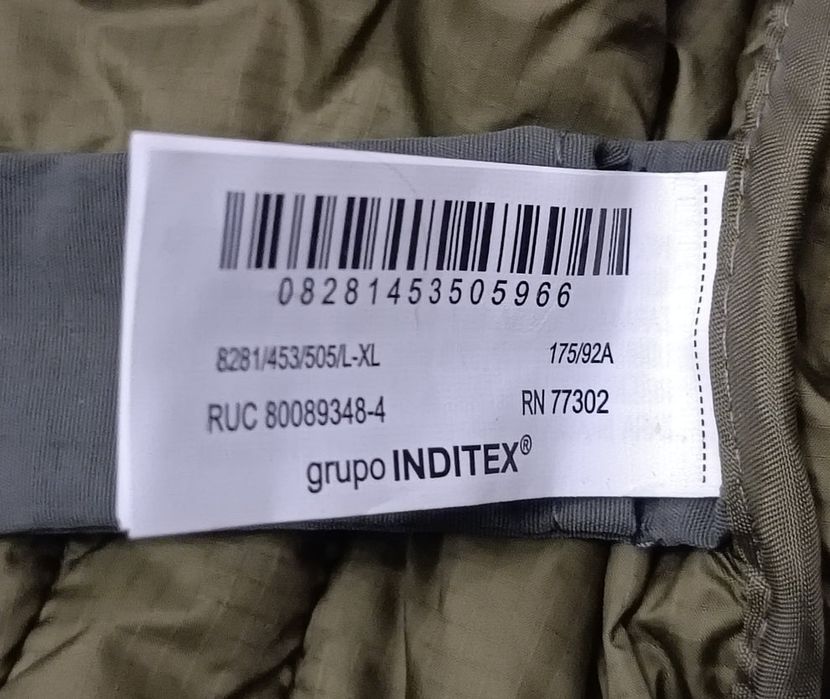 08281453505966
8281/453/505/L-XL 175/92A
RUC 80089348-4 RN 77302
grupo INDITEX®